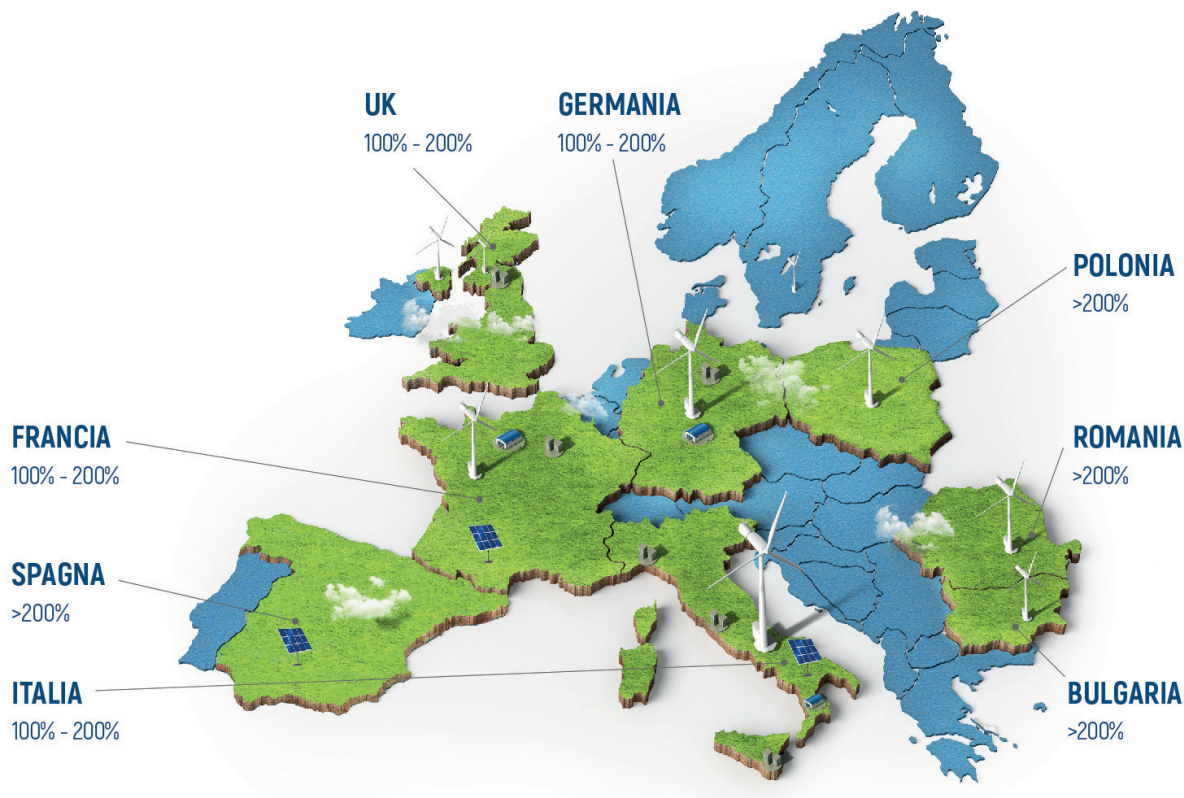 UK
100% - 200%
GERMANIA
100% - 200%
POLONIA
>200%
FRANCIA
100% - 200%
ROMANIA
>200%
SPAGNA
>200%
ITALIA
100% - 200%
BULGARIA
>200%